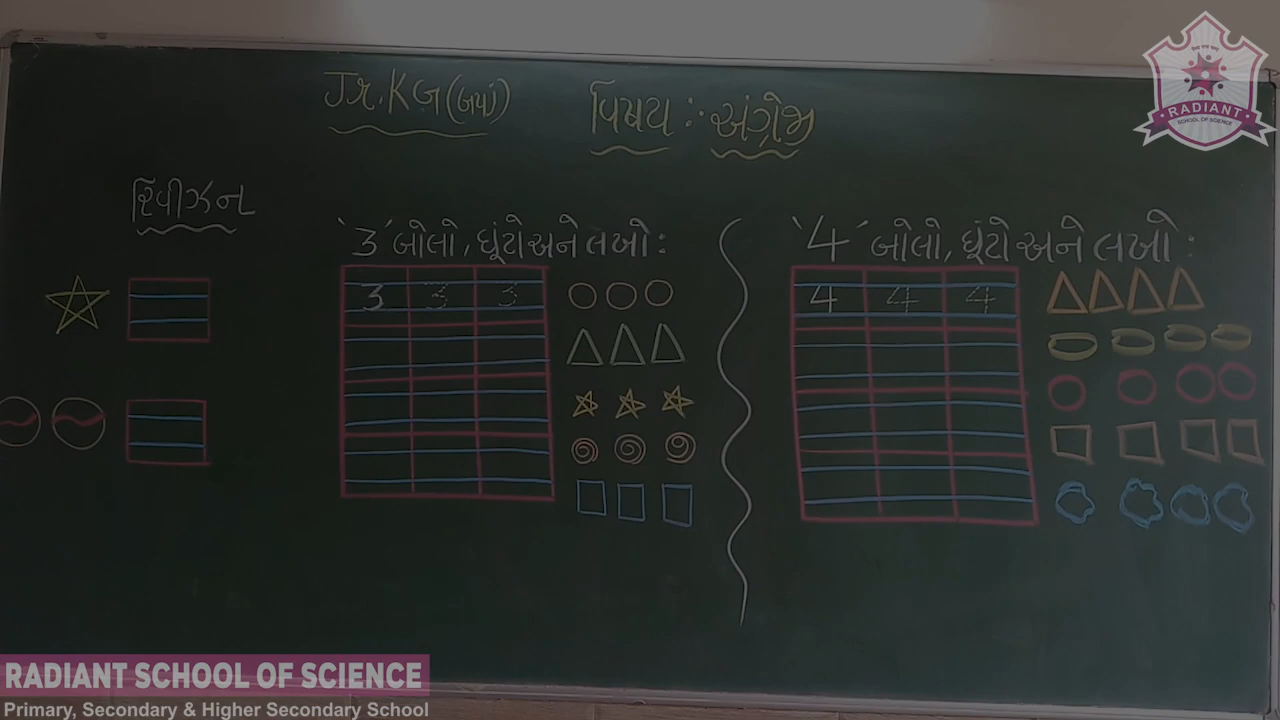 Jr. KG (બધાં)
વિષય :- અંગ્રેજી
રિવીઝન
'3' બોલો, ઘૂંટો અને લખો :
3 3 3
'4' બોલો, ઘૂંટો અને લખો :
4 4 4
RADIANT
SCHOOL OF SCIENCE
RADIANT SCHOOL OF SCIENCE
Primary, Secondary & Higher Secondary School